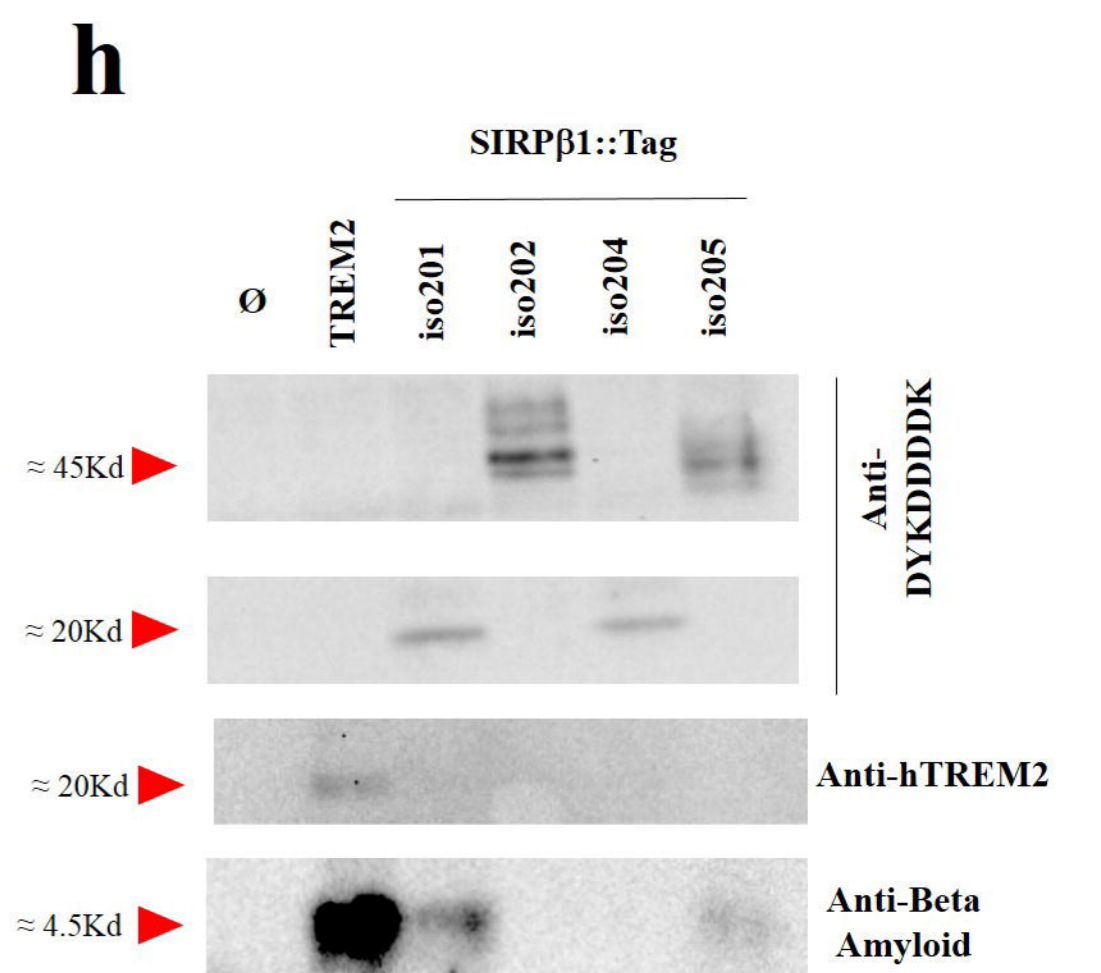 h
SIRPβ1::Tag
Ø
TREM2
iso201
iso202
iso204
iso205
≈ 45Kd
Anti-
DYKDDDDK
≈ 20Kd
≈ 20Kd
Anti-hTREM2
≈ 4.5Kd
Anti-Beta
Amyloid